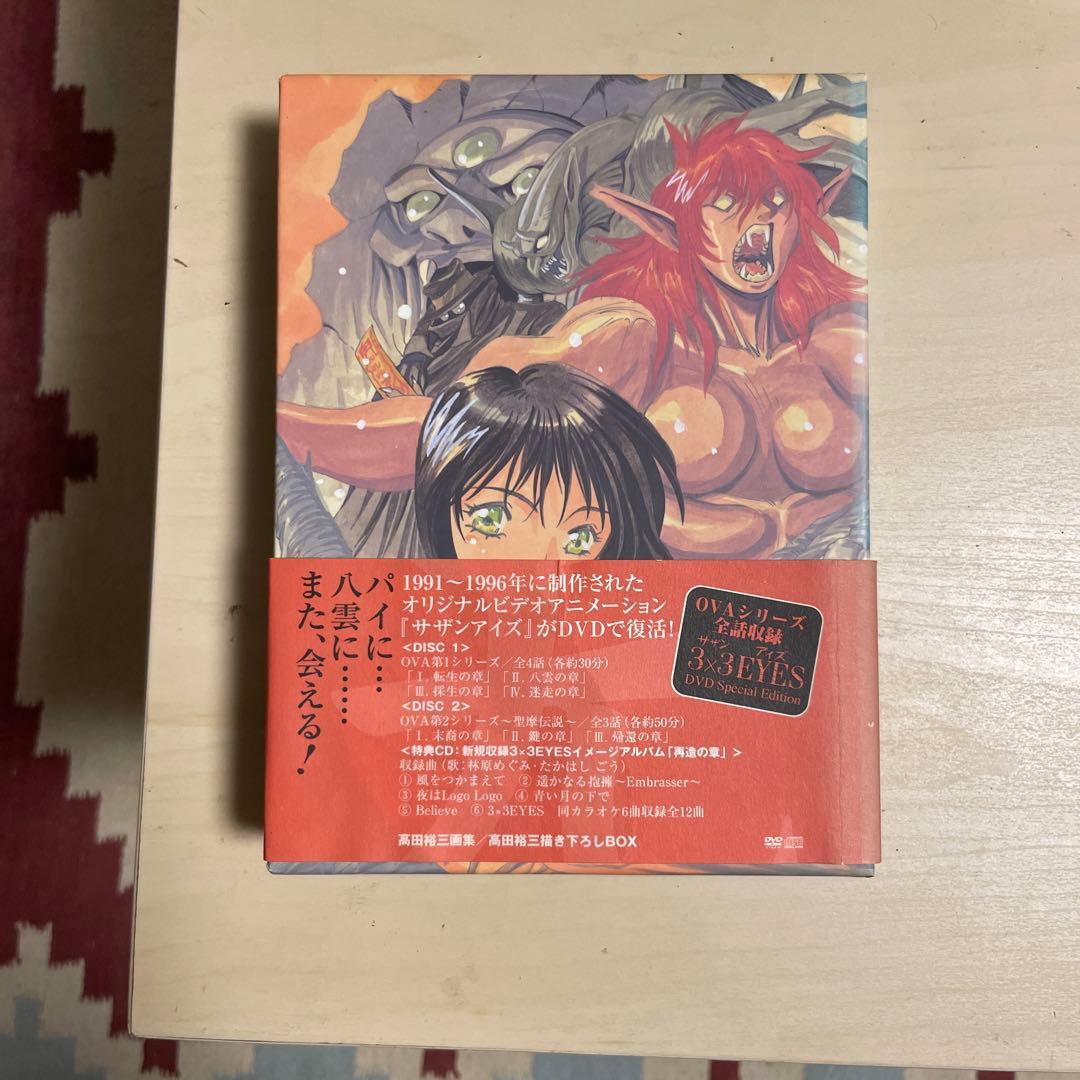 パイに…
八雲に……
また、会える！
1991〜1996年に制作された
オリジナルビデオアニメーション
『サザンアイズ』がDVDで復活！
<DISC 1>
OVA第1シリーズ／全4話（各約30分）
「Ⅰ. 転生の章」「Ⅱ. 八雲の章」
「Ⅲ. 採生の章」「Ⅳ. 迷走の章」
<DISC 2>
OVA第2シリーズ〜聖摩伝説〜／全3話（各約50分）
「Ⅰ. 末裔の章」「Ⅱ. 鍵の章」「Ⅲ. 帰還の章」
<特典CD：新規収録3×3EYESイメージアルバム「再造の章」>
収録曲（歌：林原めぐみ・たかはし ごう）
① 風をつかまえて ② 遥かなる抱擁〜Embrasser〜
③ 夜はLogo Logo ④ 青い月の下で
⑤ Believe ⑥ 3×3EYES 同カラオケ6曲収録全12曲
高田裕三画集／高田裕三描き下ろしBOX
OVAシリーズ
全話収録
サザン アイズ
3×3EYES
DVD Special Edition
DVD